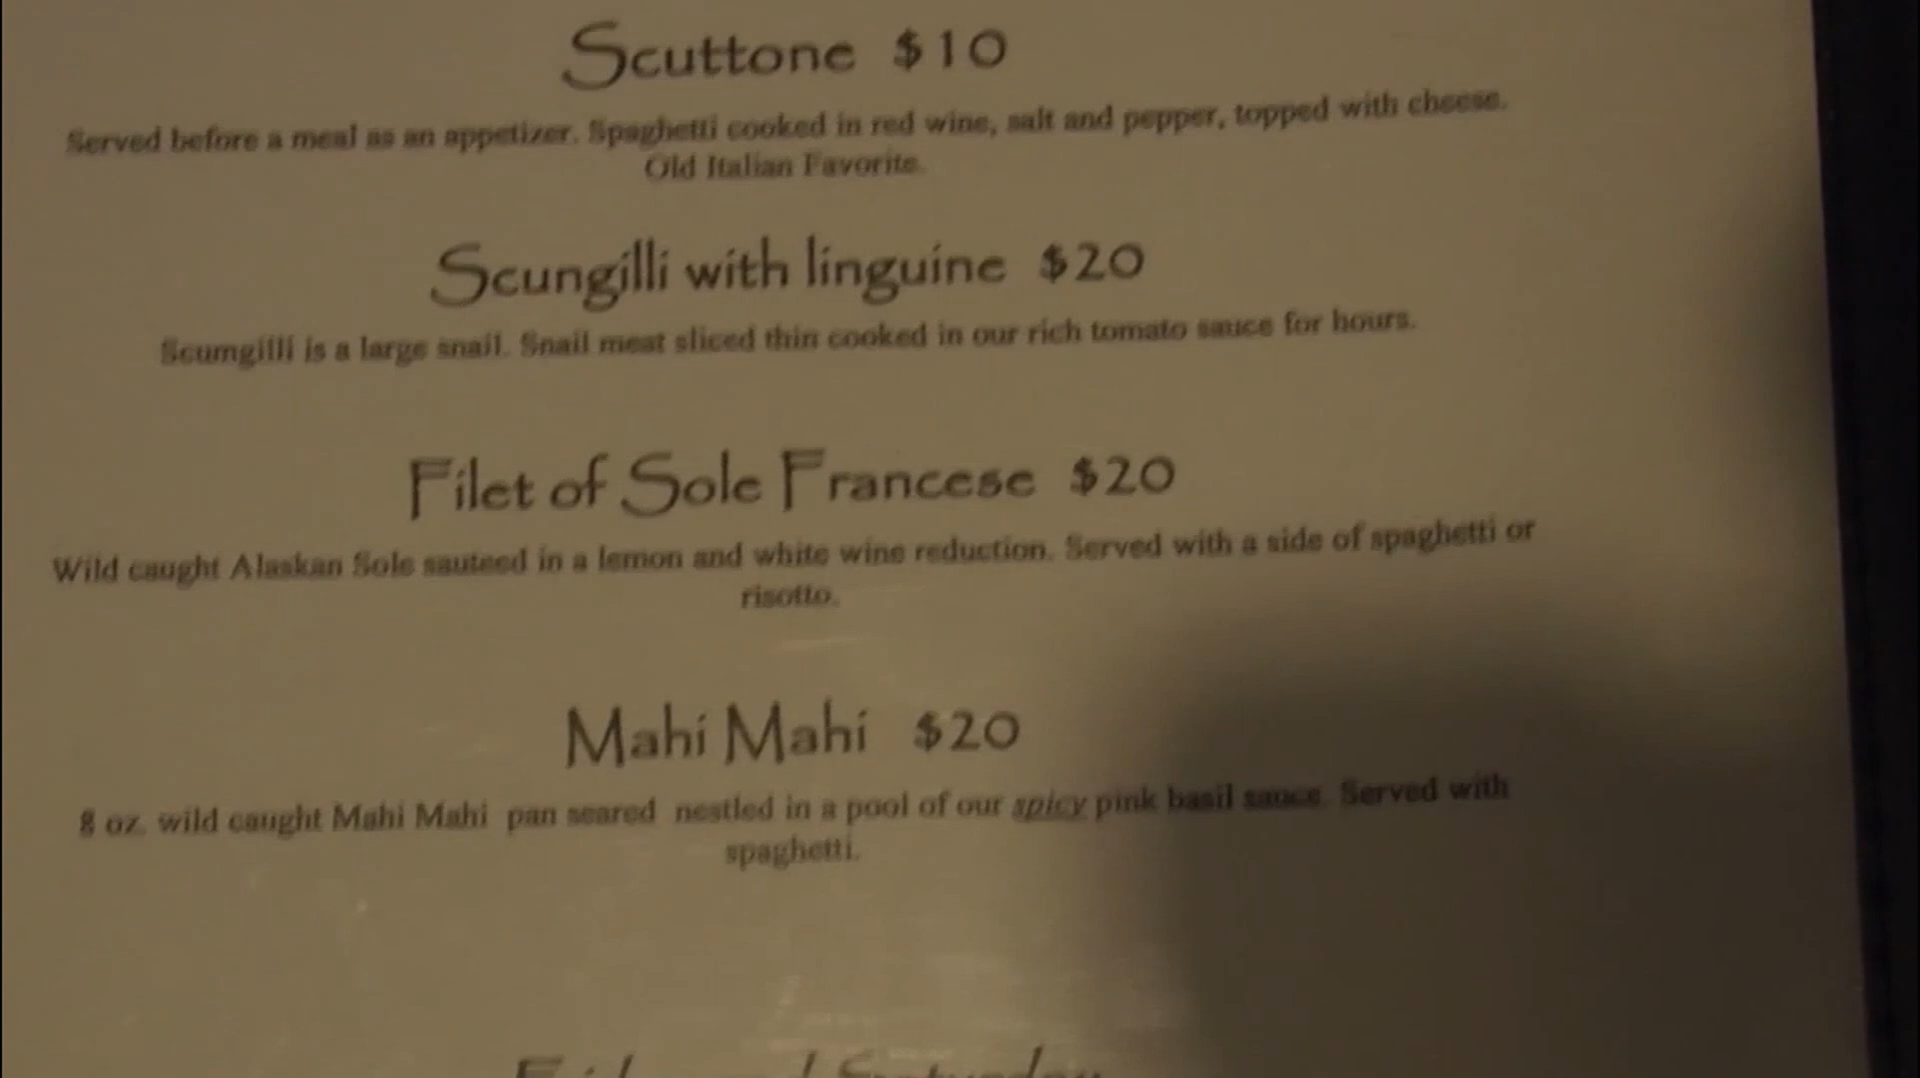 Scuttone $10
Served before a meal as an appetizer. Spaghetti cooked in red wine, salt and pepper, topped with cheese.
Old Italian Favorite.
Scungilli with linguine $20
Scumgilli is a large snail. Snail meat sliced thin cooked in our rich tomato sauce for hours.
Filet of Sole Francese $20
Wild caught Alaskan Sole sauteed in a lemon and white wine reduction. Served with a side of spaghetti or
risotto.
Mahi Mahi $20
8 oz. wild caught Mahi Mahi pan seared nestled in a pool of our spicy pink basil sauce. Served with
spaghetti.